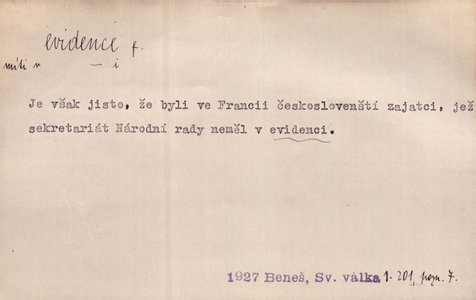 evidence f.
míti v — i
Je však jisto, že byli ve Francii českoslovenští zajatci, jež
sekretariát Národní rady neměl v evidenci.
1927 Beneš, Sv. válka 1. 201, pozn. 7.